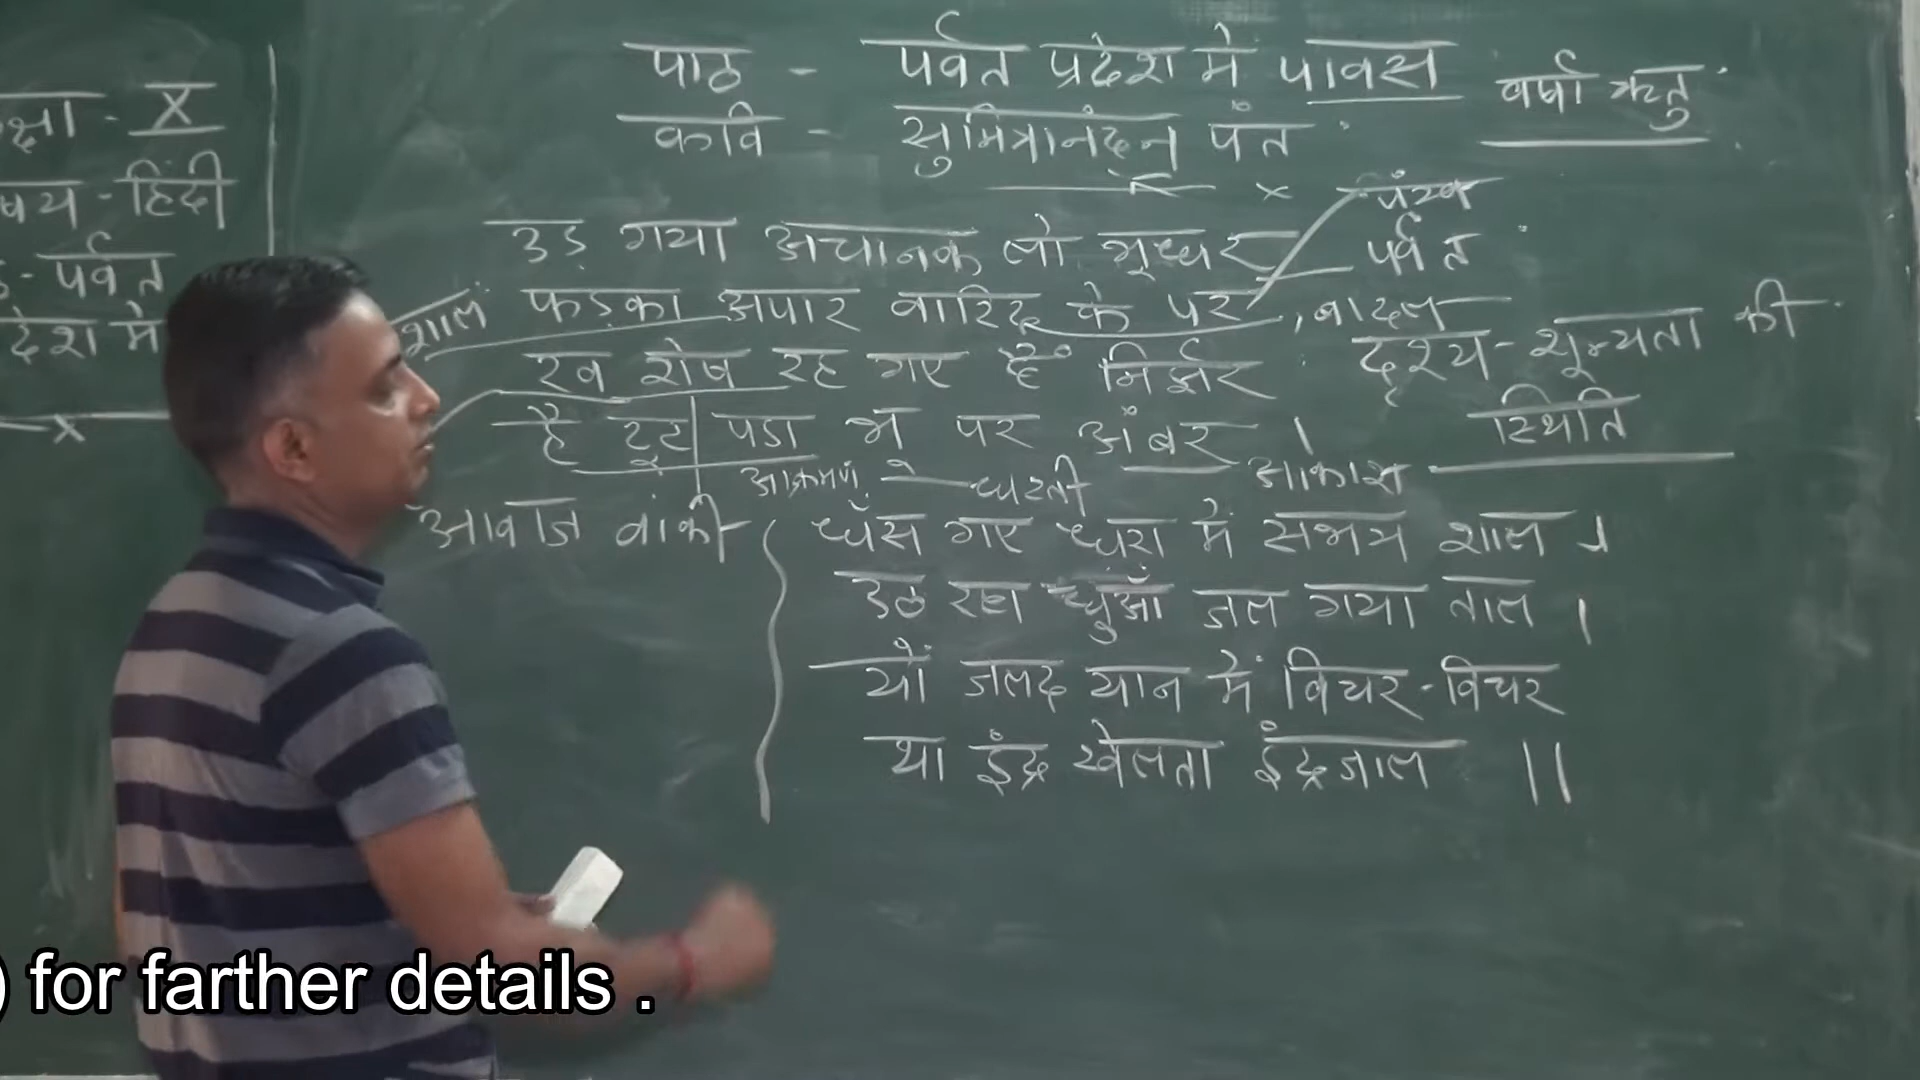 क्षा - X
षय - हिंदी
पर्वत
देश में
पाठ - पर्वत प्रदेश में पावस
वर्षा ऋतु
कवि - सुमित्रानंदन पंत
पंख
उड़ गया अचानक लो भूधर
पर्वत
शाल
फड़का अपार वारिद के पर, बादल
रव शेष रह गए हैं निर्झर
दृश्य-शून्यता की
स्थिति
है टूट पडा भू पर अंबर ।
आक्रमण
धरती
आकाश
आवाज बाकी
धँस गए धरा में सभय शाल ।
उठ रहा धुआँ जल गया ताल ।
यों जलद यान में विचर-विचर
था इंद्र खेलता इंद्रजाल ॥
) for farther details .